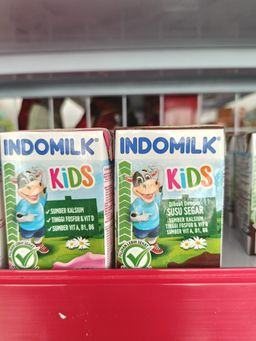 INDOMILK
KiDS
SUMBER KALSIUM
TINGGI FOSFOR & VIT D
SUMBER VIT A, B1, B6
INDOMILK
KiDS
Dibuat Dengan
SUSU SEGAR
SUMBER KALSIUM
TINGGI FOSFOR & VIT D
SUMBER VIT A, B1, B6